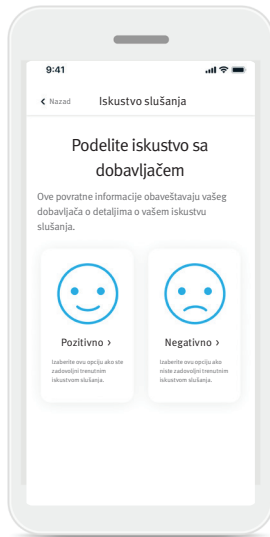 9:41
Nazad Iskustvo slušanja
Podelite iskustvo sa
dobavljačem
Ove povratne informacije obaveštavaju vašeg
dobavljača o detaljima o vašem iskustvu
slušanja.
Pozitivno ›
Izaberite ovu opciju ako ste
zadovoljni trenutnim
iskustvom slušanja.
Negativno ›
Izaberite ovu opciju ako
niste zadovoljni trenutnim
iskustvom slušanja.